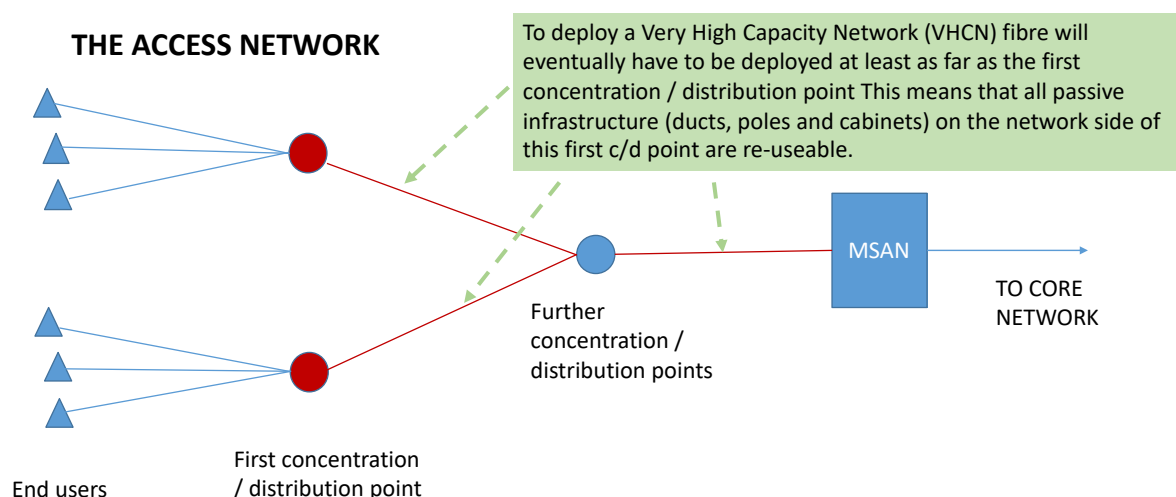 THE ACCESS NETWORK
To deploy a Very High Capacity Network (VHCN) fibre will
eventually have to be deployed at least as far as the first
concentration / distribution point This means that all passive
infrastructure (ducts, poles and cabinets) on the network side of
this first c/d point are re-useable.
MSAN
TO CORE
NETWORK
Further
concentration /
distribution points
First concentration
/ distribution point
End users